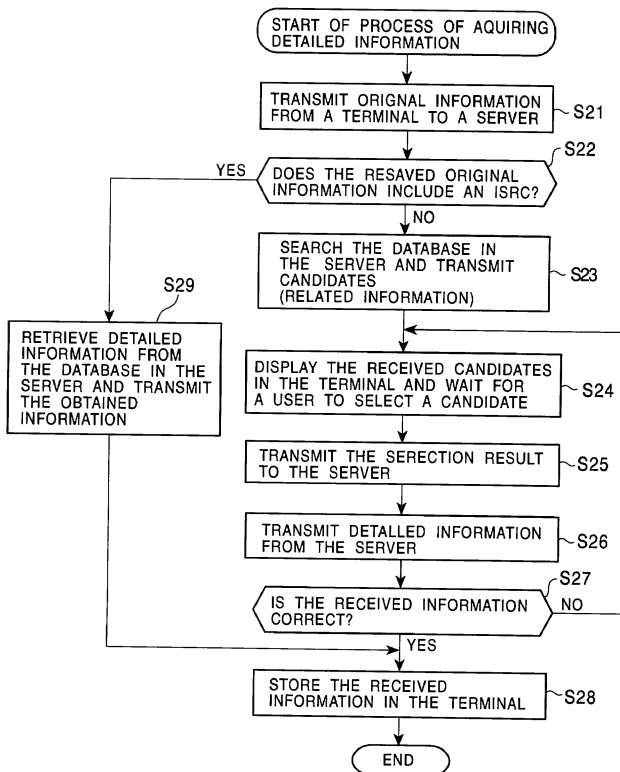 START OF PROCESS OF AQUIRING
DETAILED INFORMATION
TRANSMIT ORIGNAL INFORMATION
FROM A TERMINAL TO A SERVER
S21
S22
YES
DOES THE RESAVED ORIGINAL
INFORMATION INCLUDE AN ISRC?
NO
SEARCH THE DATABASE IN
THE SERVER AND TRANSMIT
CANDIDATES
(RELATED INFORMATION)
S23
S29
RETRIEVE DETAILED
INFORMATION FROM
THE DATABASE IN THE
SERVER AND TRANSMIT
THE OBTAINED
INFORMATION
DISPLAY THE RECEIVED CANDIDATES
IN THE TERMINAL AND WAIT FOR
A USER TO SELECT A CANDIDATE
S24
TRANSMIT THE SERECTION RESULT
TO THE SERVER
S25
TRANSMIT DETALLED INFORMATION
FROM THE SERVER
S26
S27
IS THE RECEIVED INFORMATION
CORRECT?
NO
YES
STORE THE RECEIVED
INFORMATION IN THE TERMINAL
S28
END